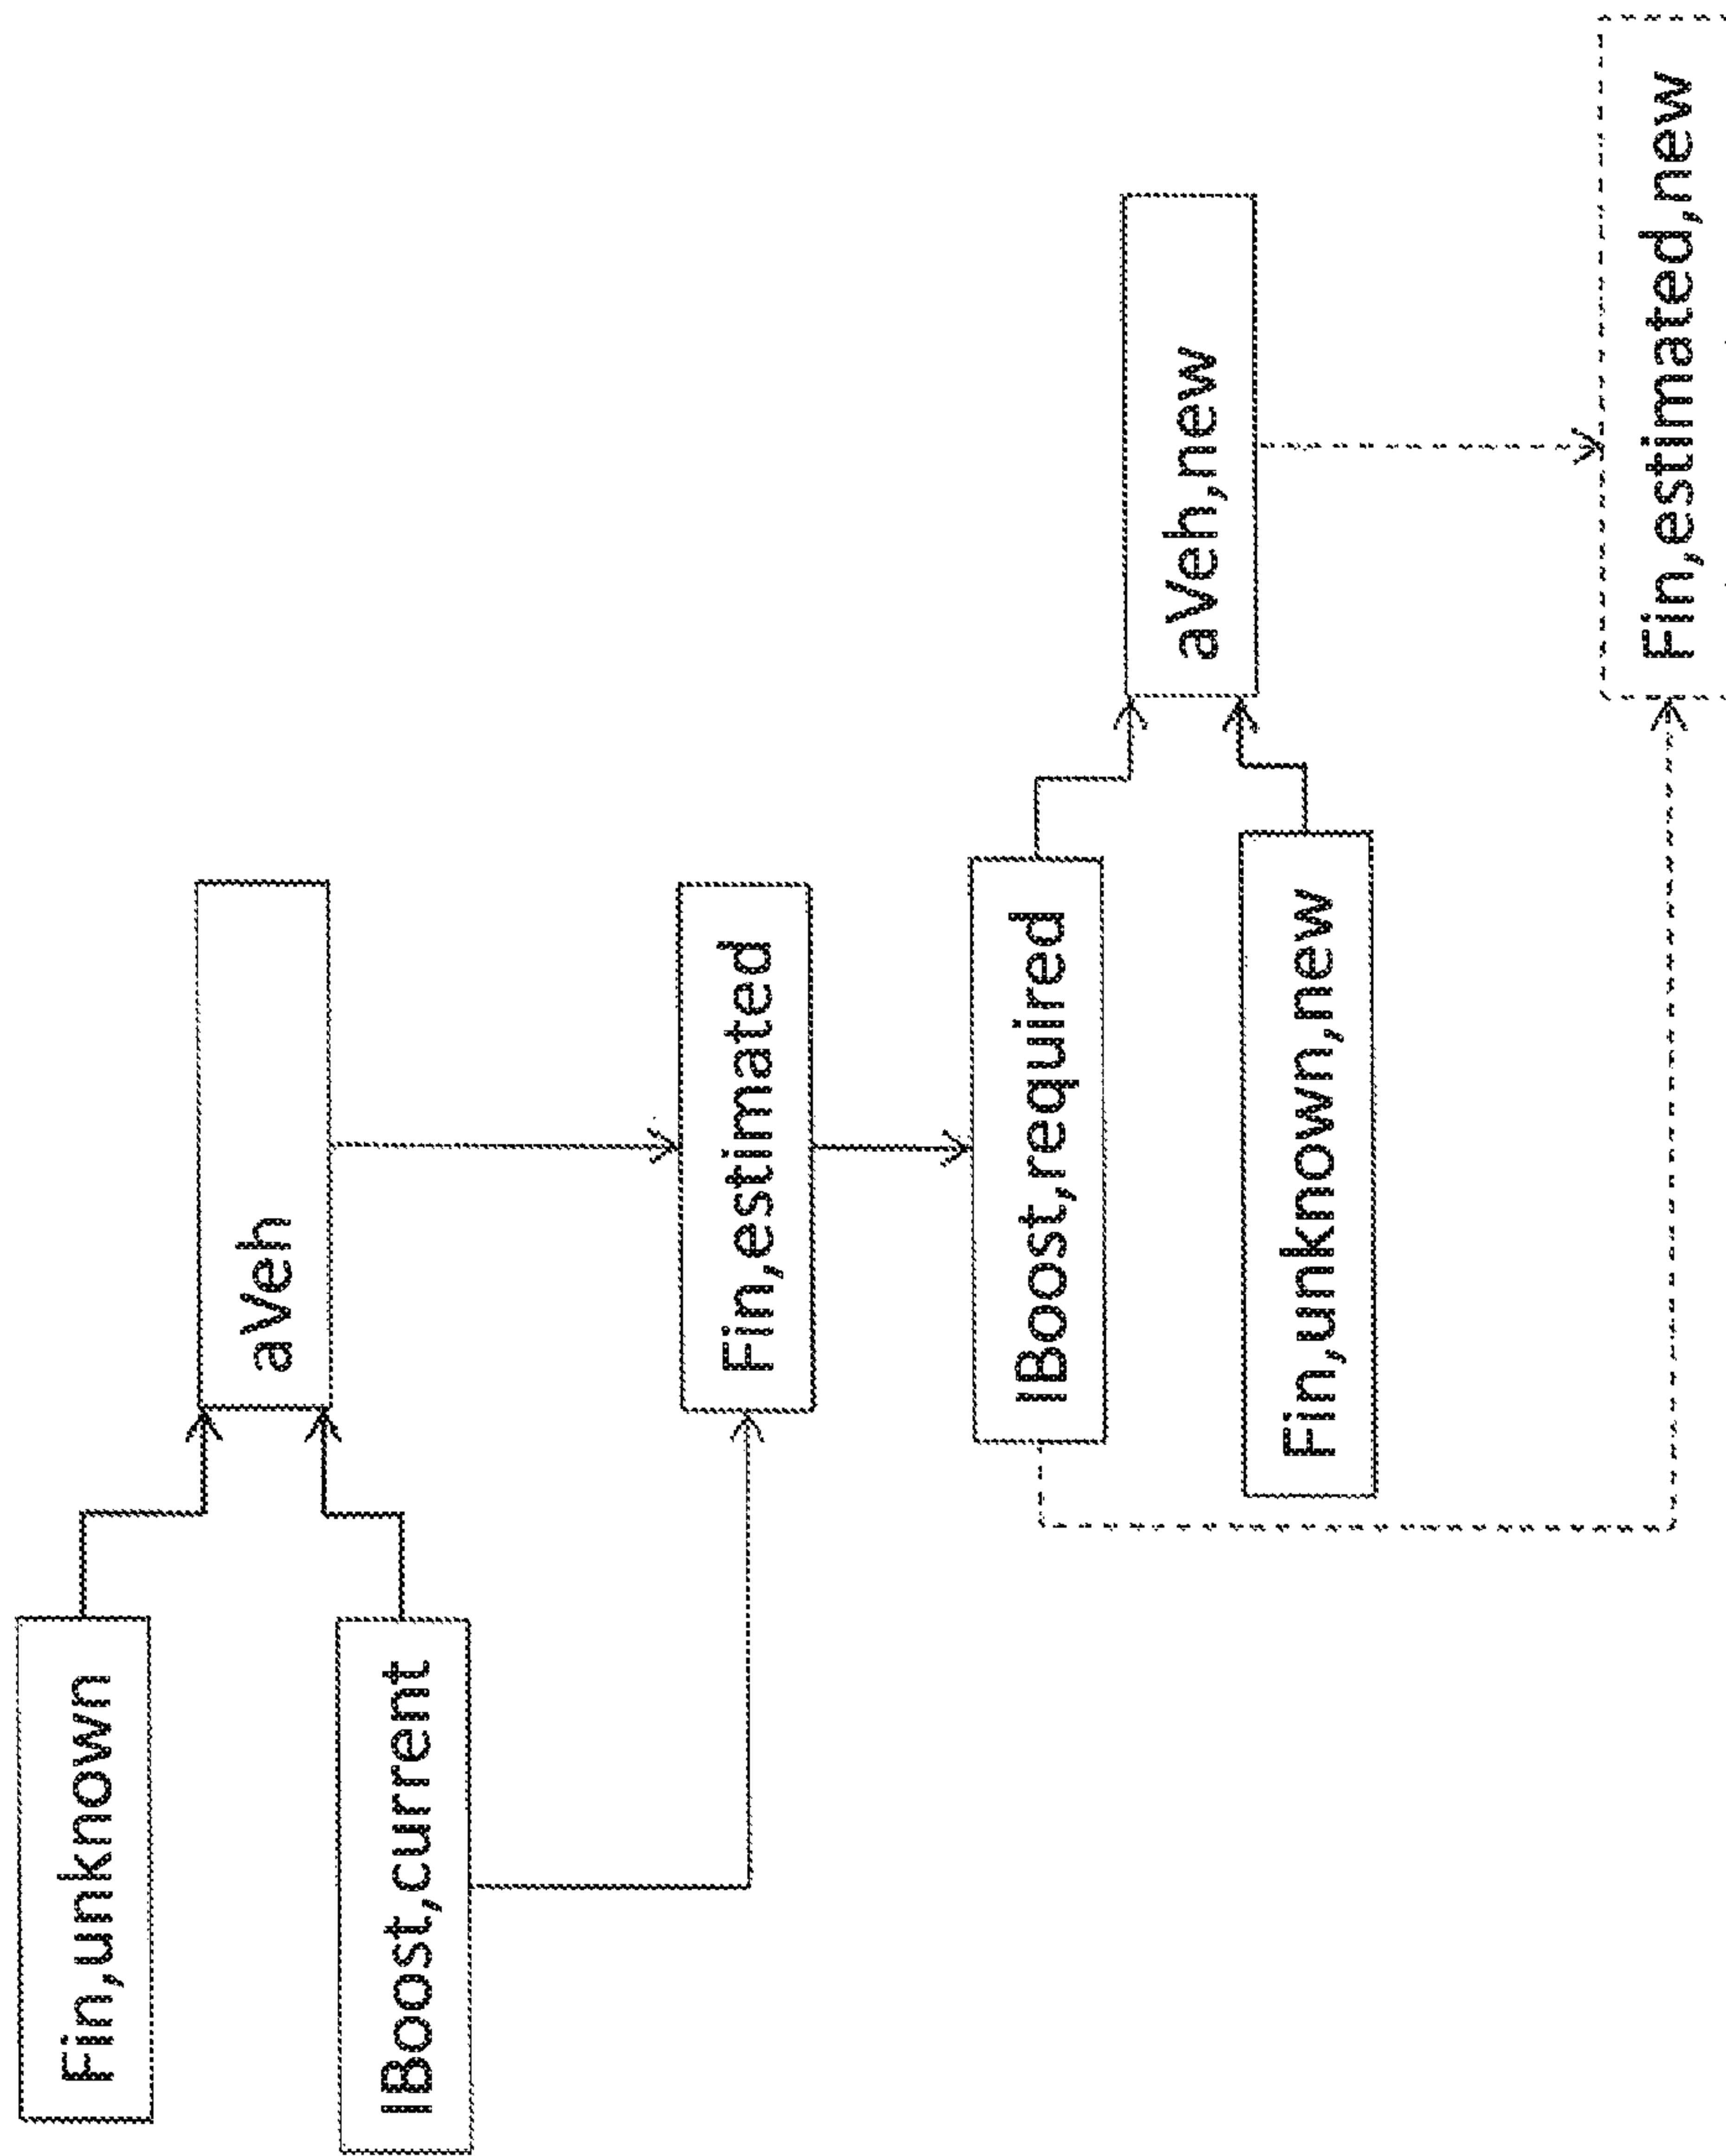 Fin,unknown
IBoost,current
aVeh
Fin,estimated
IBoost,required
Fin,unknown,new
aVeh,new
Fin,estimated,new